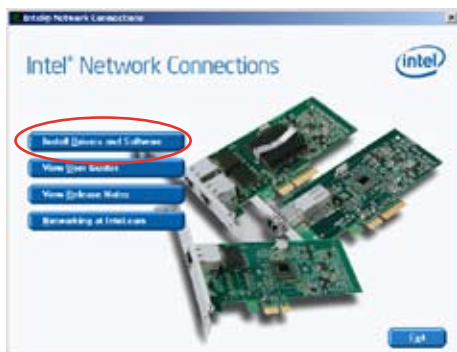 Intel® Network Connections
Intel® Network Connections
intel
Install Drivers and Software
View User Guides
View Release Notes
Networking at Intel.com
Exit